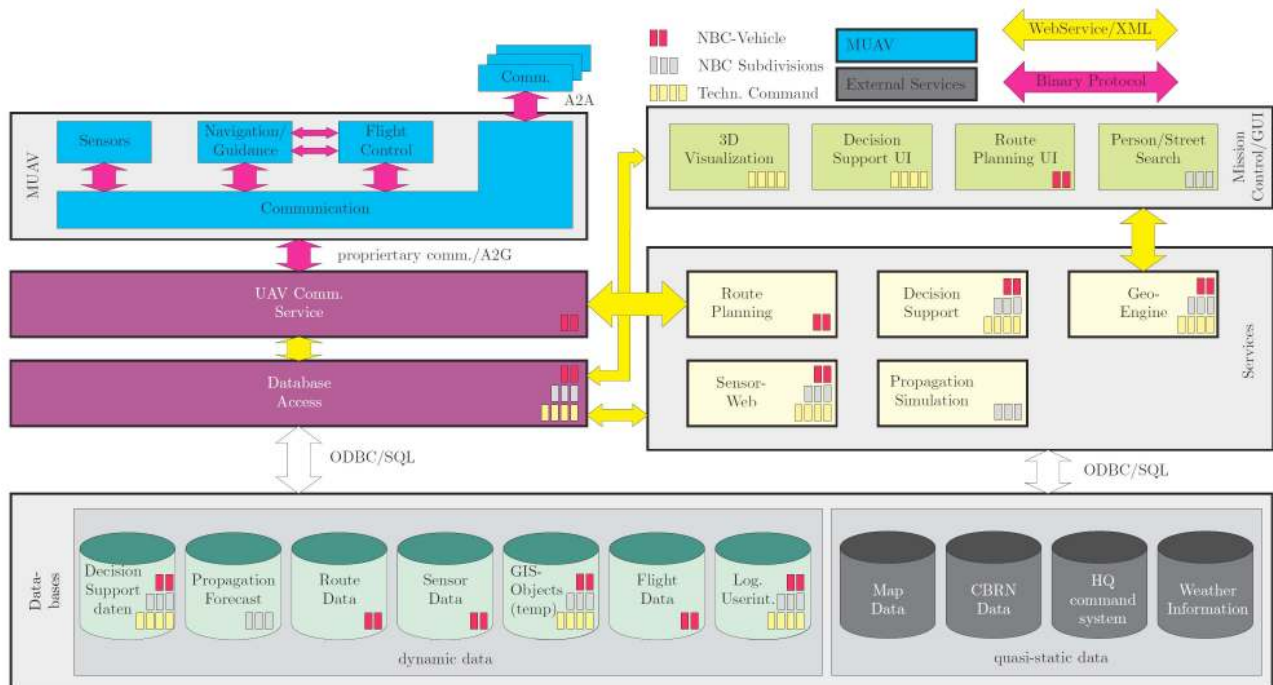 Comm.
A2A
NBC-Vehicle
NBC Subdivisions
Techn. Command
MUAV
External Services
WebService/XML
Binary Protocol
MUAV
Sensors
Navigation/
Guidance
Flight
Control
Communication
propriertary comm./A2G
3D
Visualization
Decision
Support UI
Route
Planning UI
Person/Street
Search
Mission
Control/GUI
UAV Comm.
Service
Database
Access
Route
Planning
Decision
Support
Geo-
Engine
Sensor-
Web
Propagation
Simulation
Services
ODBC/SQL
ODBC/SQL
Data-
bases
Decision
Support
daten
Propagation
Forecast
Route
Data
Sensor
Data
GIS-
Objects
(temp)
Flight
Data
Log.
Userint.
dynamic data
Map
Data
CBRN
Data
HQ
command
system
Weather
Information
quasi-static data